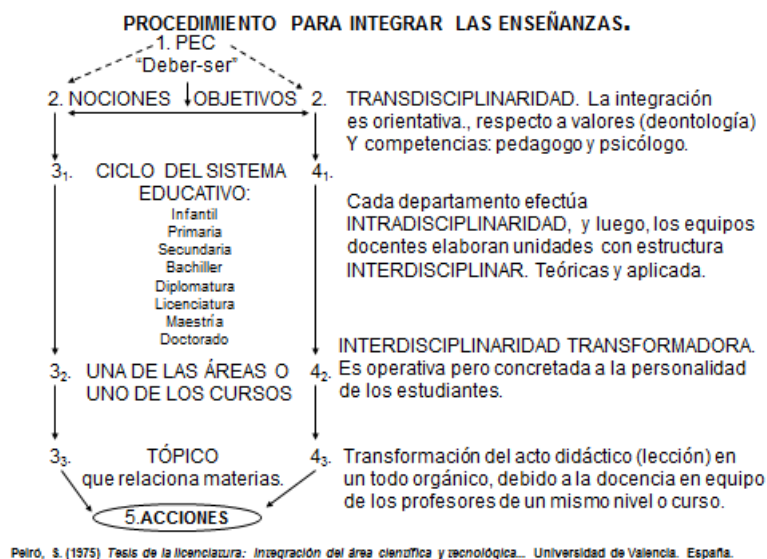 PROCEDIMIENTO PARA INTEGRAR LAS ENSEÑANZAS.
1. PEC
“Deber-ser”
2. NOCIONES OBJETIVOS 2.
TRANSDISCIPLINARIDAD. La integración
es orientativa., respecto a valores (deontología)
Y competencias: pedagogo y psicólogo.
3₁. CICLO DEL SISTEMA 4₁.
EDUCATIVO:
Infantil
Primaria
Secundaria
Bachiller
Diplomatura
Licenciatura
Maestría
Doctorado
Cada departamento efectúa
INTRADISCIPLINARIDAD, y luego, los equipos
docentes elaboran unidades con estructura
INTERDISCIPLINAR. Teóricas y aplicada.
3₂. UNA DE LAS ÁREAS O 4₂.
UNO DE LOS CURSOS
INTERDISCIPLINARIDAD TRANSFORMADORA.
Es operativa pero concretada a la personalidad
de los estudiantes.
3₃. TÓPICO 4₃.
que relaciona materias.
Transformación del acto didáctico (lección) en
un todo orgánico, debido a la docencia en equipo
de los profesores de un mismo nivel o curso.
5.ACCIONES
Peiró, S. (1975) Tesis de la licenciatura: Integración del área científica y tecnológica... Universidad de Valencia. España.